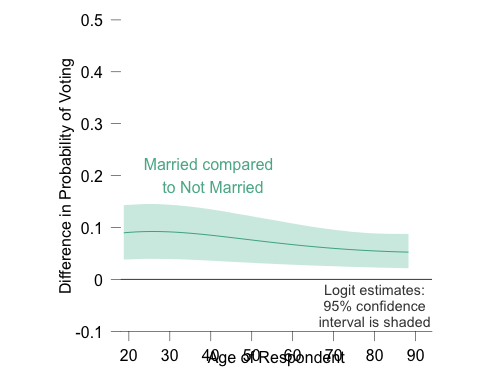 0.5
0.4
0.3
0.2
0.1
0
-0.1
Difference in Probability of Voting
Married compared
to Not Married
Logit estimates:
95% confidence
interval is shaded
20 30 40 50 60 70 80 90
Age of Respondent